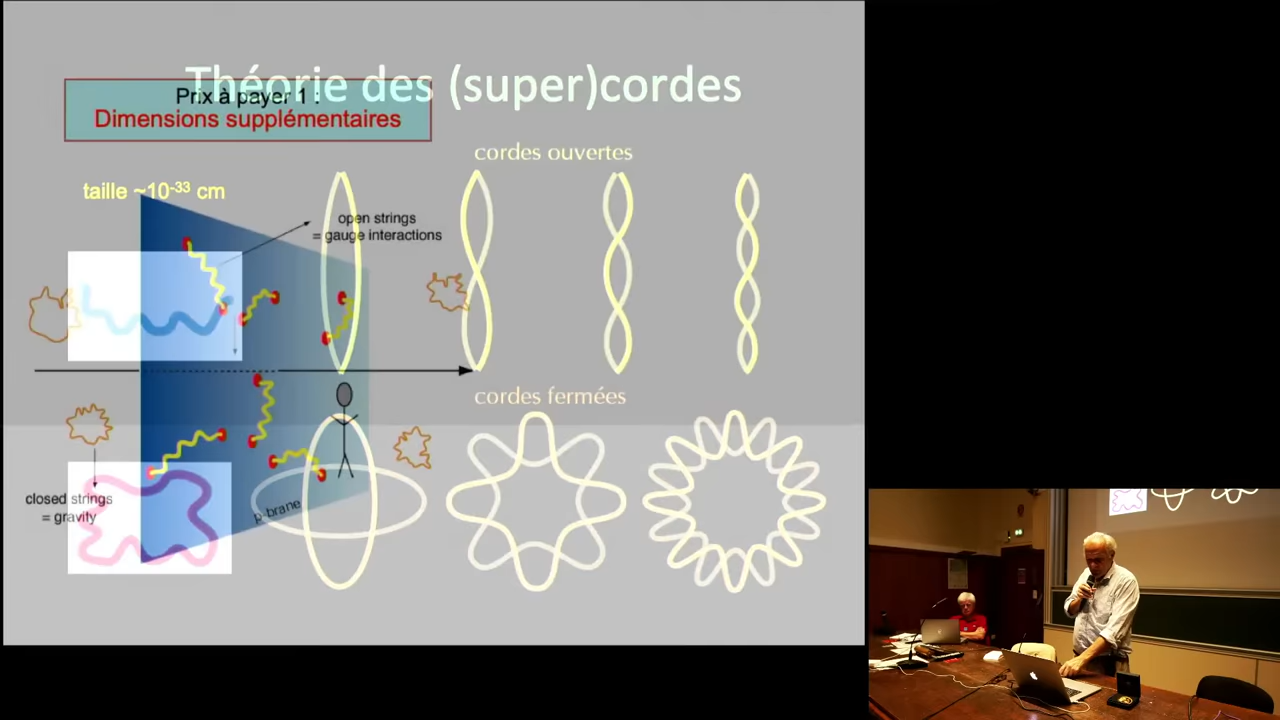 Théorie des (super)cordes
Prix à payer 1 :
Dimensions supplémentaires
cordes ouvertes
taille ~10⁻³³ cm
open strings
= gauge interactions
cordes fermées
closed strings
= gravity
p-brane